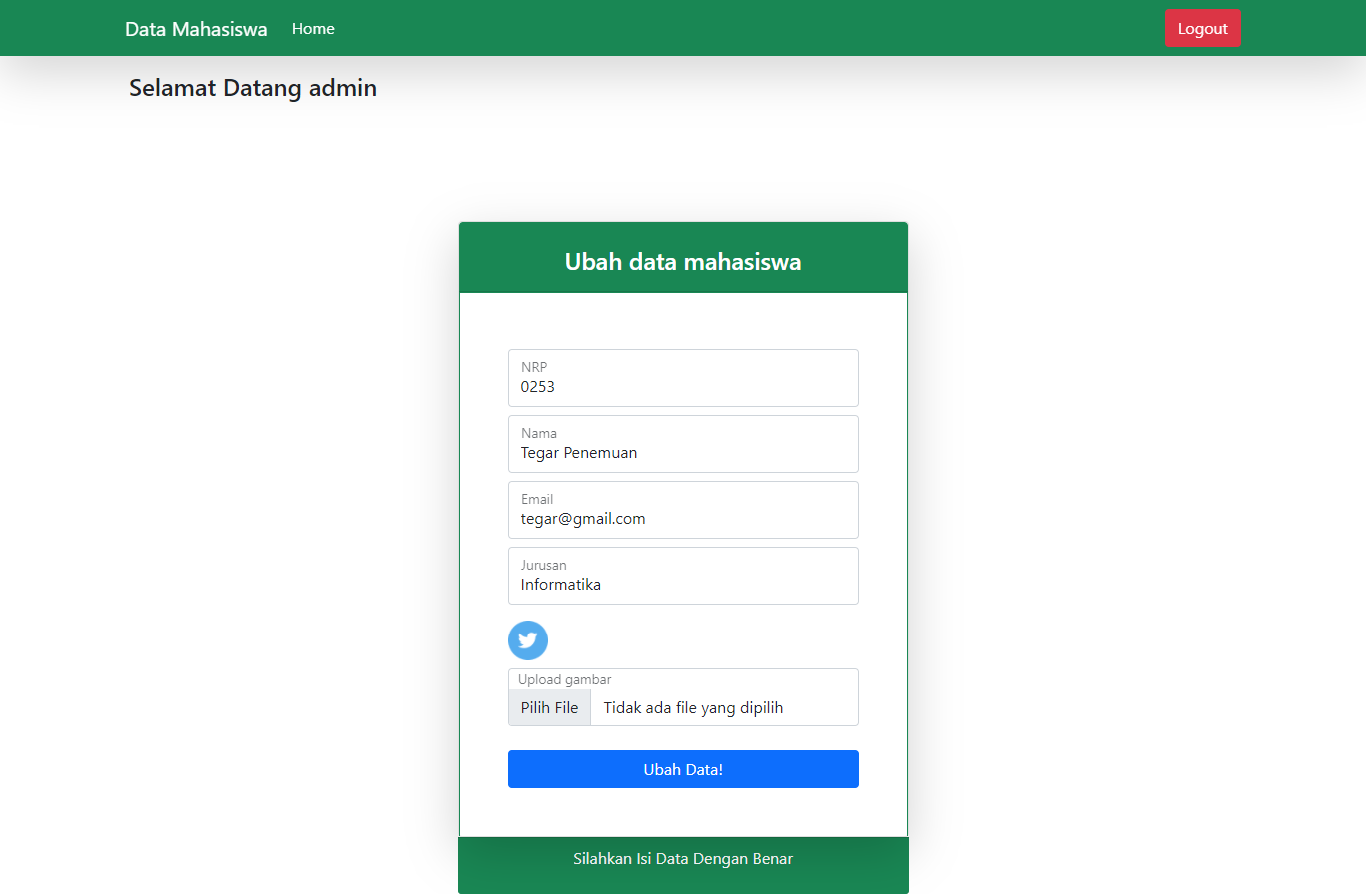 Data Mahasiswa Home Logout
Selamat Datang admin
Ubah data mahasiswa
NRP
0253
Nama
Tegar Penemuan
Email
tegar@gmail.com
Jurusan
Informatika
Upload gambar
Pilih File Tidak ada file yang dipilih
Ubah Data!
Silahkan Isi Data Dengan Benar